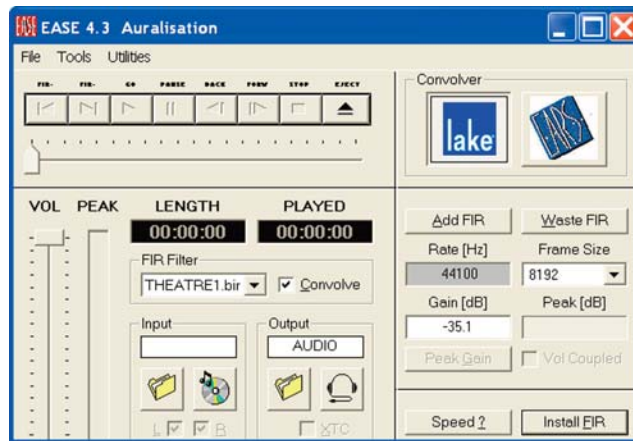 EASE 4.3 Auralisation
File Tools Utilities
FIR- FIR- GO PAUSE BACK FORW STOP EJECT
Convolver
lake
EARS
VOL PEAK LENGTH PLAYED
00:00:00 00:00:00
FIR Filter
THEATRE1.bir Convolve
Input Output
AUDIO
L R XTC
Add FIR Waste FIR
Rate [Hz] Frame Size
44100 8192
Gain [dB] Peak [dB]
-35.1
Peak Gain Vol Coupled
Speed ? Install FIR